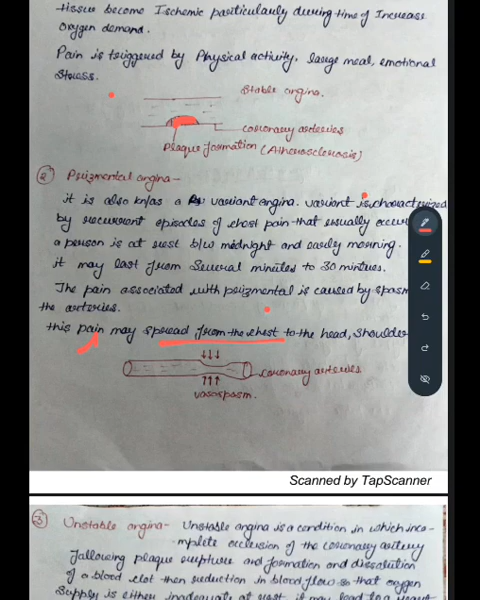 tissue become Ischemic particularly during time of Increase
oxygen demand.
Pain is triggered by Physical activity, large meal, emotional
Stress.
Stable angina.
coronary arteries
Plaque formation (Atherosclerosis)
② Prizmental angina-
it is also k/as a variant angina. variant is characterized
by recurrent episodes of chest pain that usually occur
a person is at rest b/w midnight and early morning.
it may last from Several minutes to 30 mintues.
The pain associated with prizmental is caused by spasm
the arteries.
this pain may spread from the chest to the head, shoulder
coronary arteries.
vasospasm.
Scanned by TapScanner
③ Unstable angina- Unstable angina is a condition in which inco-
mplete occlusion of the coronary artery
fallowing plaque rupture and formation and dissolution
of a blood clot then reduction in blood flow so that oxygen
Supply is either inadequate at rest. it may lead to a heart